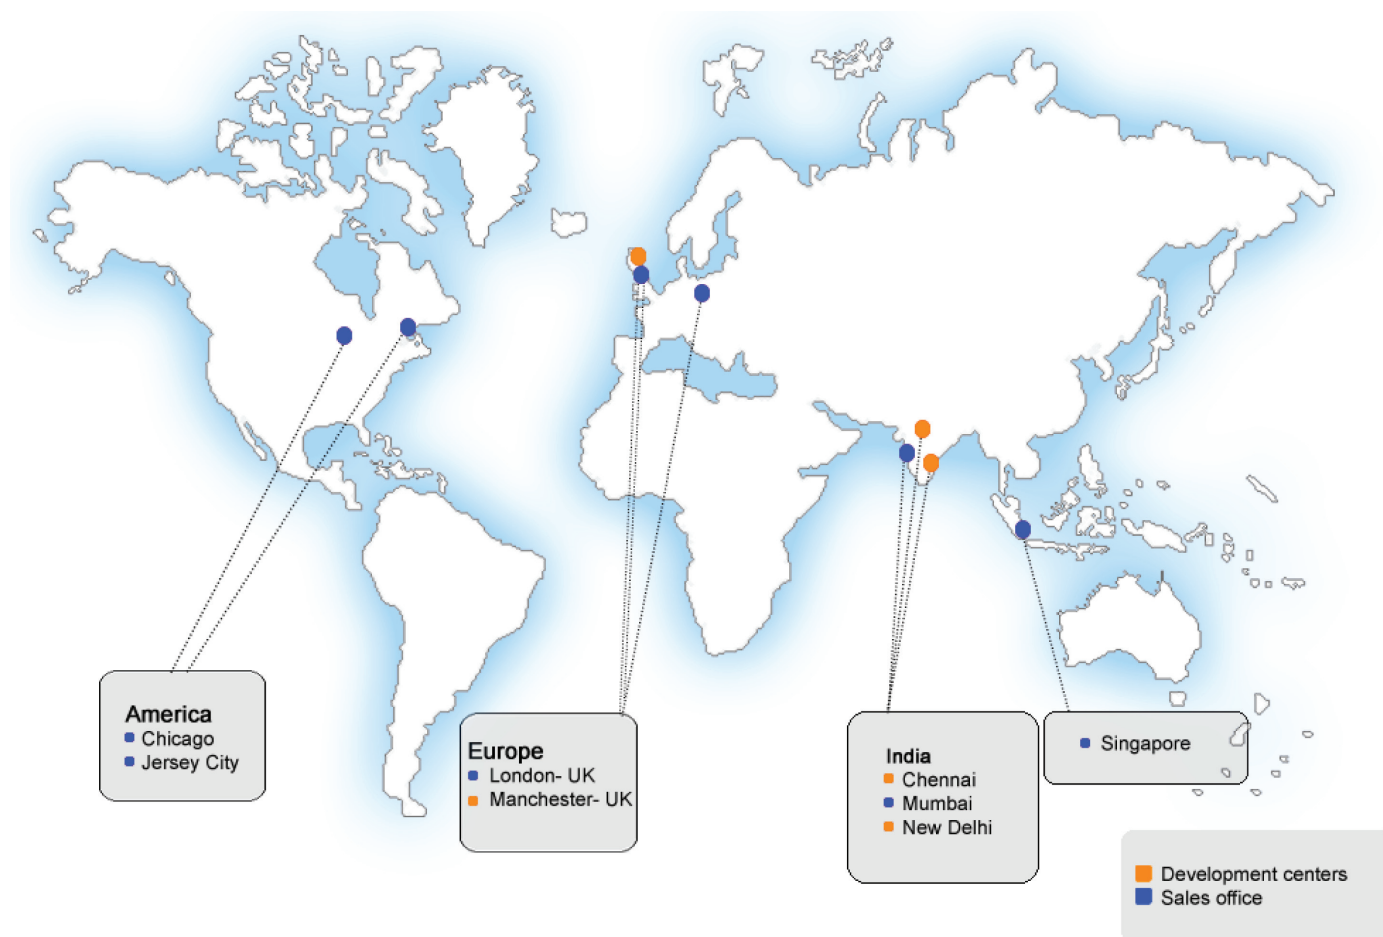 America
Chicago
Jersey City
Europe
London- UK
Manchester- UK
India
Chennai
Mumbai
New Delhi
Singapore
Development centers
Sales office